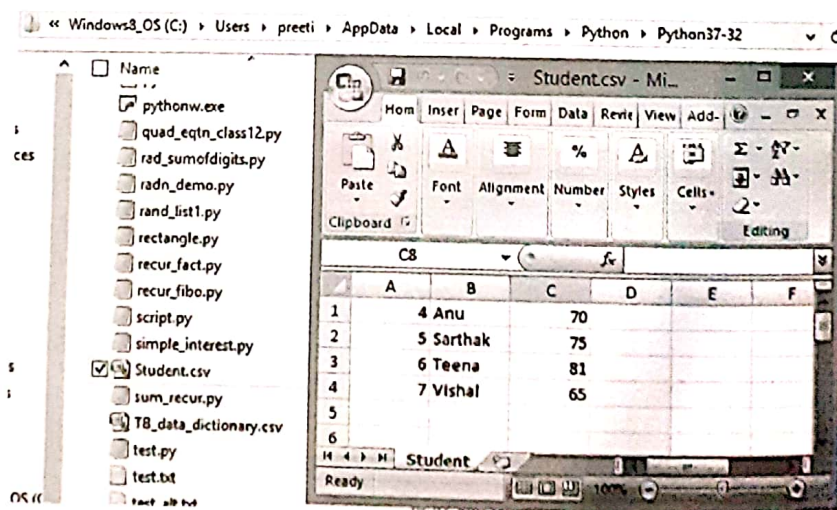 « Windows8_OS (C:) ▸ Users ▸ preeti ▸ AppData ▸ Local ▸ Programs ▸ Python ▸ Python37-32
Name
pythonw.exe
quad_eqtn_class12.py
rad_sumofdigits.py
radn_demo.py
rand_list1.py
rectangle.py
recur_fact.py
recur_fibo.py
script.py
simple_interest.py
Student.csv
sum_recur.py
TB_data_dictionary.csv
test.py
test.txt
ces
s
s
OS (C
Student.csv - Mi...
Hom Inser Page Form Data Revie View Add-
Paste Font Alignment Number Styles Cells
Clipboard Editing
C8 fx
A B C D E F
1 4 Anu 70
2 5 Sarthak 75
3 6 Teena 81
4 7 Vishal 65
5
6
Student
Ready 100%